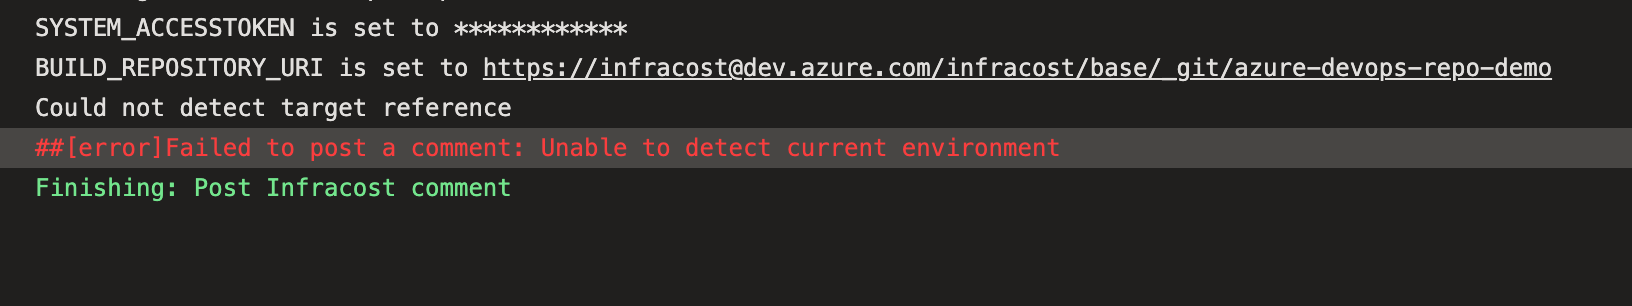 SYSTEM_ACCESSTOKEN is set to ************
BUILD_REPOSITORY_URI is set to https://infracost@dev.azure.com/infracost/base/_git/azure-devops-repo-demo
Could not detect target reference
##[error]Failed to post a comment: Unable to detect current environment
Finishing: Post Infracost comment